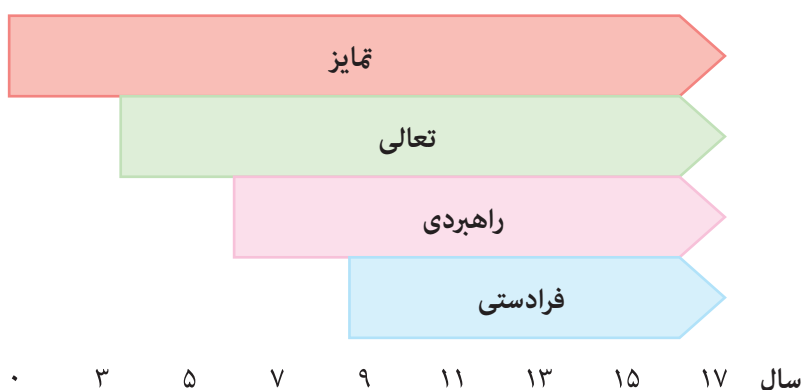 تمایز
تعالی
راهبردی
فرادستی
۰ ۳ ۵ ۷ ۹ ۱۱ ۱۳ ۱۵ ۱۷ سال